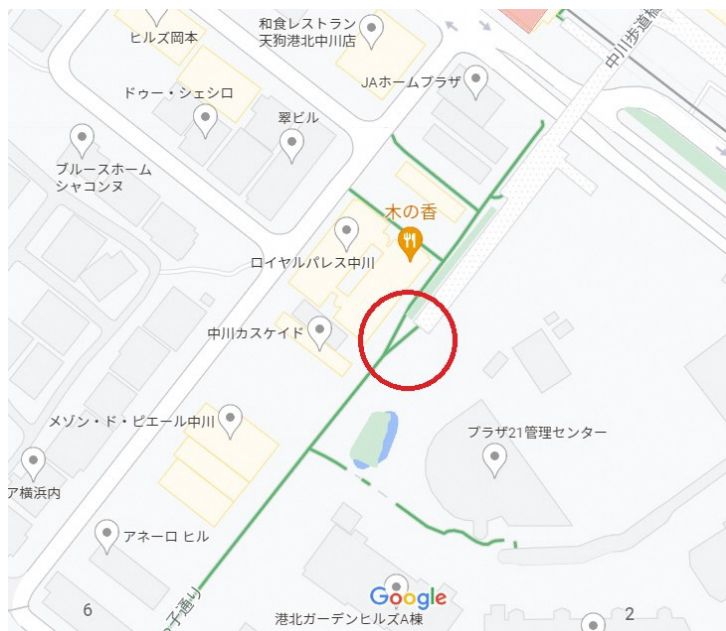 ヒルズ岡本
和食レストラン
天狗港北中川店
中川歩道橋
JAホームプラザ
ドゥー・シェシロ
翠ビル
ブルースホーム
シャコンヌ
木の香
ロイヤルパレス中川
中川カスケイド
メゾン・ド・ピエール中川
プラザ21管理センター
ア横浜内
アネーロ ヒル
の子通り
Google
6
2
港北ガーデンヒルズA棟